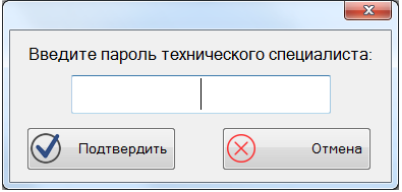 Введите пароль технического специалиста:
Подтвердить
Отмена